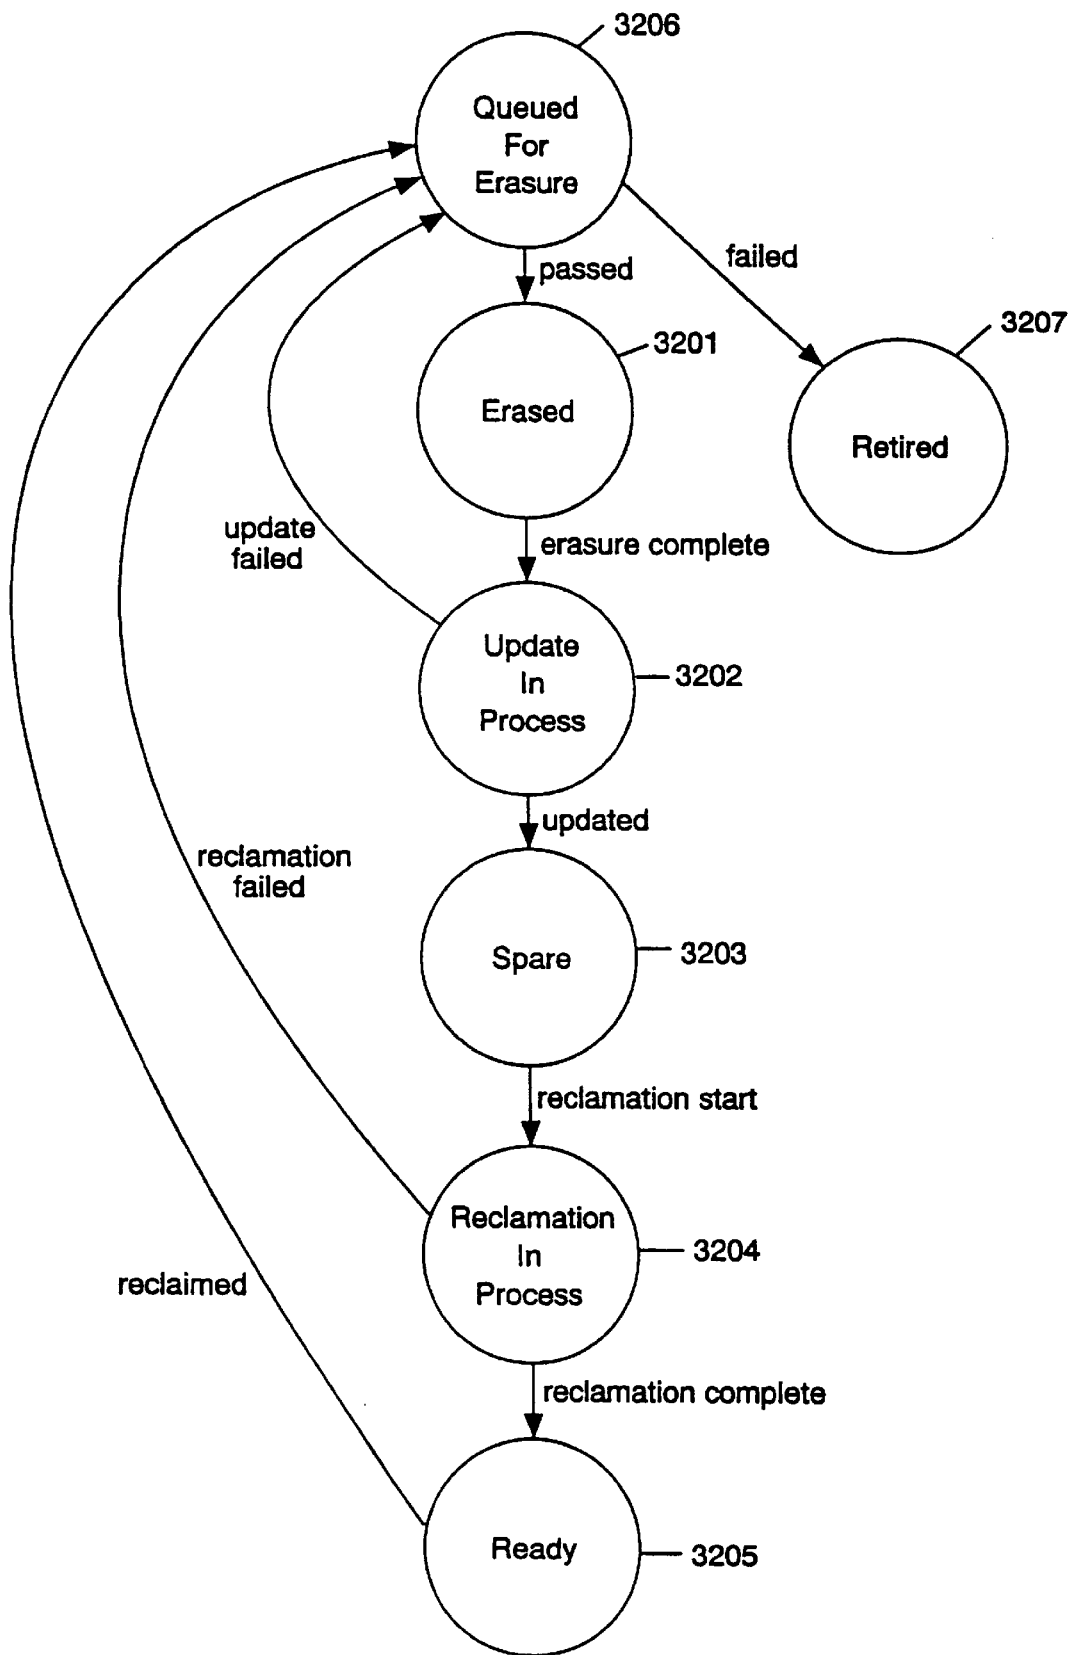 3206
Queued
For
Erasure
passed
failed
3207
3201
Erased
Retired
update
failed
erasure complete
Update
In
Process
3202
updated
reclamation
failed
Spare
3203
reclamation start
Reclamation
In
Process
3204
reclaimed
reclamation complete
Ready
3205